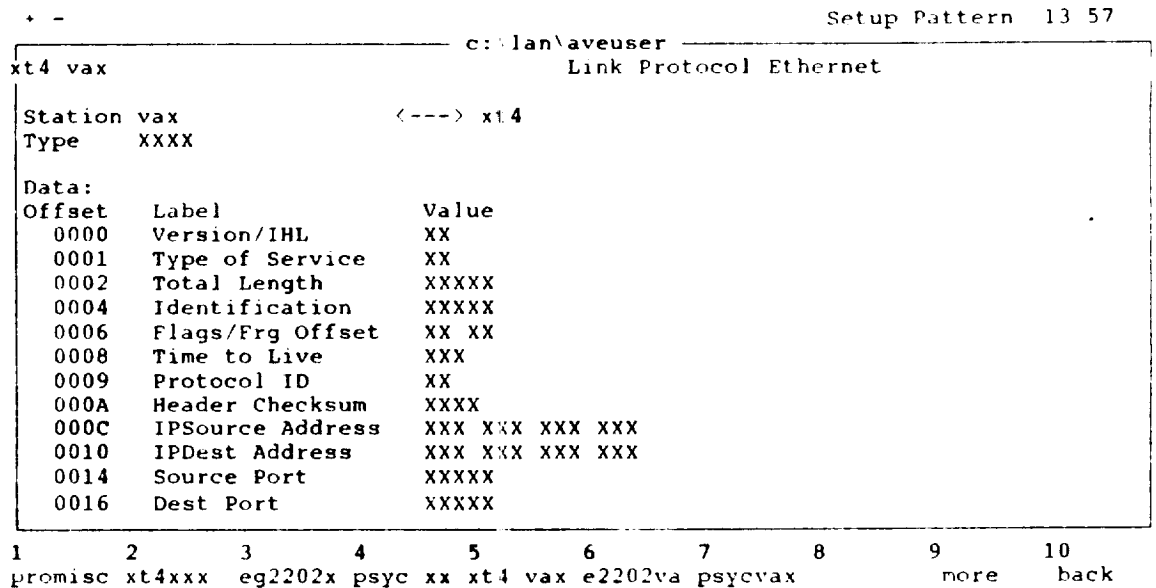 + - Setup Pattern 13 57
c:\lan\aveuser
xt4 vax Link Protocol Ethernet
Station vax <---> xt4
Type XXXX
Data:
Offset Label Value
0000 Version/IHL XX
0001 Type of Service XX
0002 Total Length XXXXX
0004 Identification XXXXX
0006 Flags/Frg Offset XX XX
0008 Time to Live XXX
0009 Protocol ID XX
000A Header Checksum XXXX
000C IPSource Address XXX XXX XXX XXX
0010 IPDest Address XXX XXX XXX XXX
0014 Source Port XXXXX
0016 Dest Port XXXXX
1 2 3 4 5 6 7 8 9 10
promisc xt4xxx eg2202x psyc xx xt4 vax e2202va psycvax more back